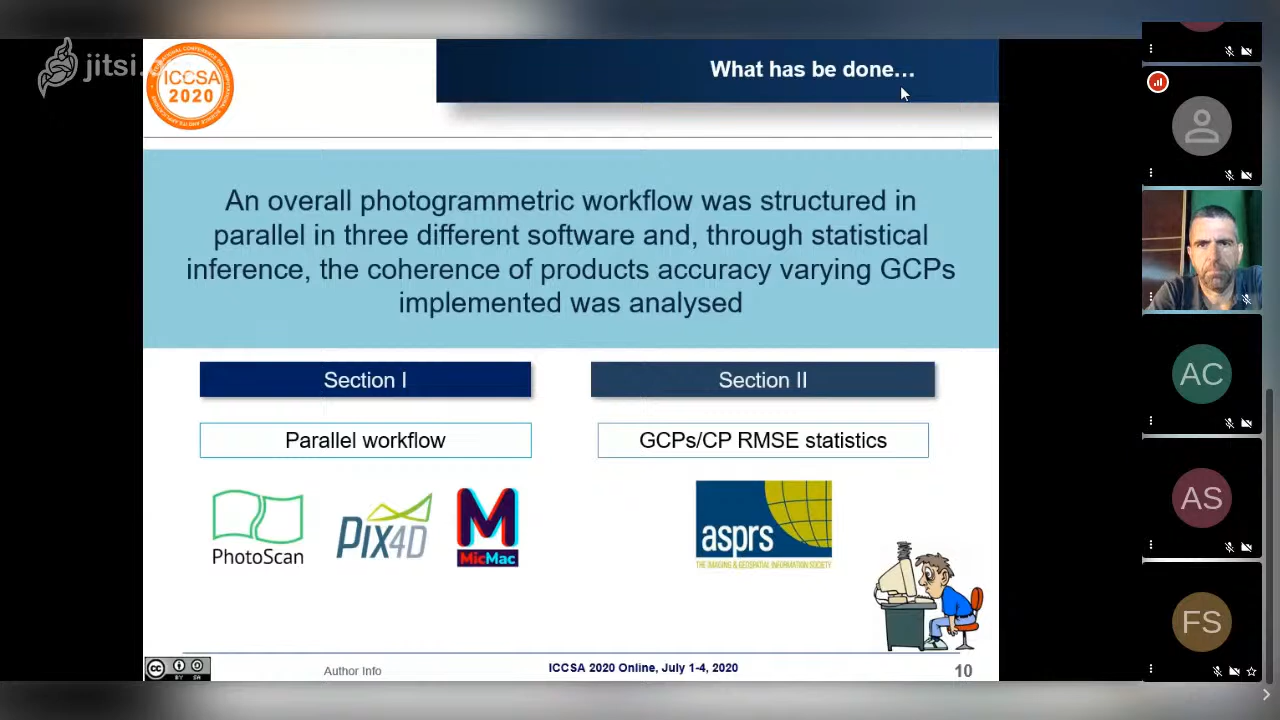 jitsi.
ICCSA
2020
What has be done...
An overall photogrammetric workflow was structured in
parallel in three different software and, through statistical
inference, the coherence of products accuracy varying GCPs
implemented was analysed
Section I
Section II
Parallel workflow
GCPs/CP RMSE statistics
PhotoScan
PIX4D
M
MicMac
asprs
THE IMAGING & GEOSPATIAL INFORMATION SOCIETY
cc
BY SA
Author Info
ICCSA 2020 Online, July 1-4, 2020
10
AC
AS
FS